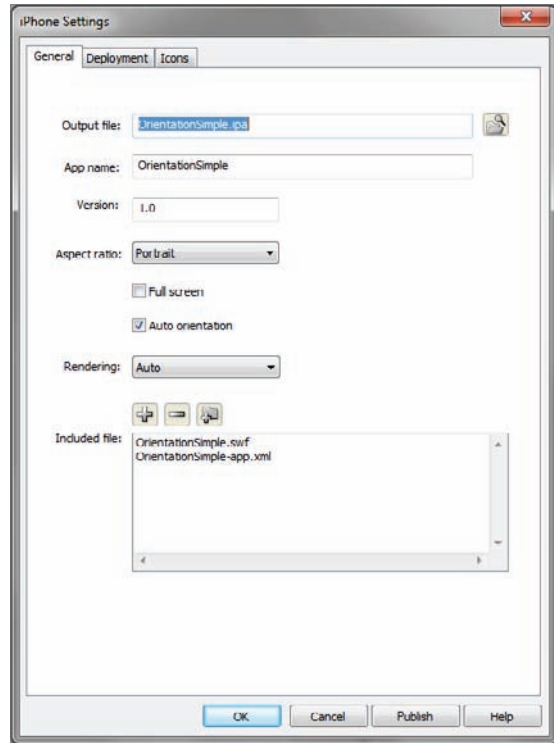 iPhone Settings
General Deployment Icons
Output file: OrientationSimple.ipa
App name: OrientationSimple
Version: 1.0
Aspect ratio: Portrait
Full screen
Auto orientation
Rendering: Auto
Included file:
OrientationSimple.swf
OrientationSimple-app.xml
OK Cancel Publish Help